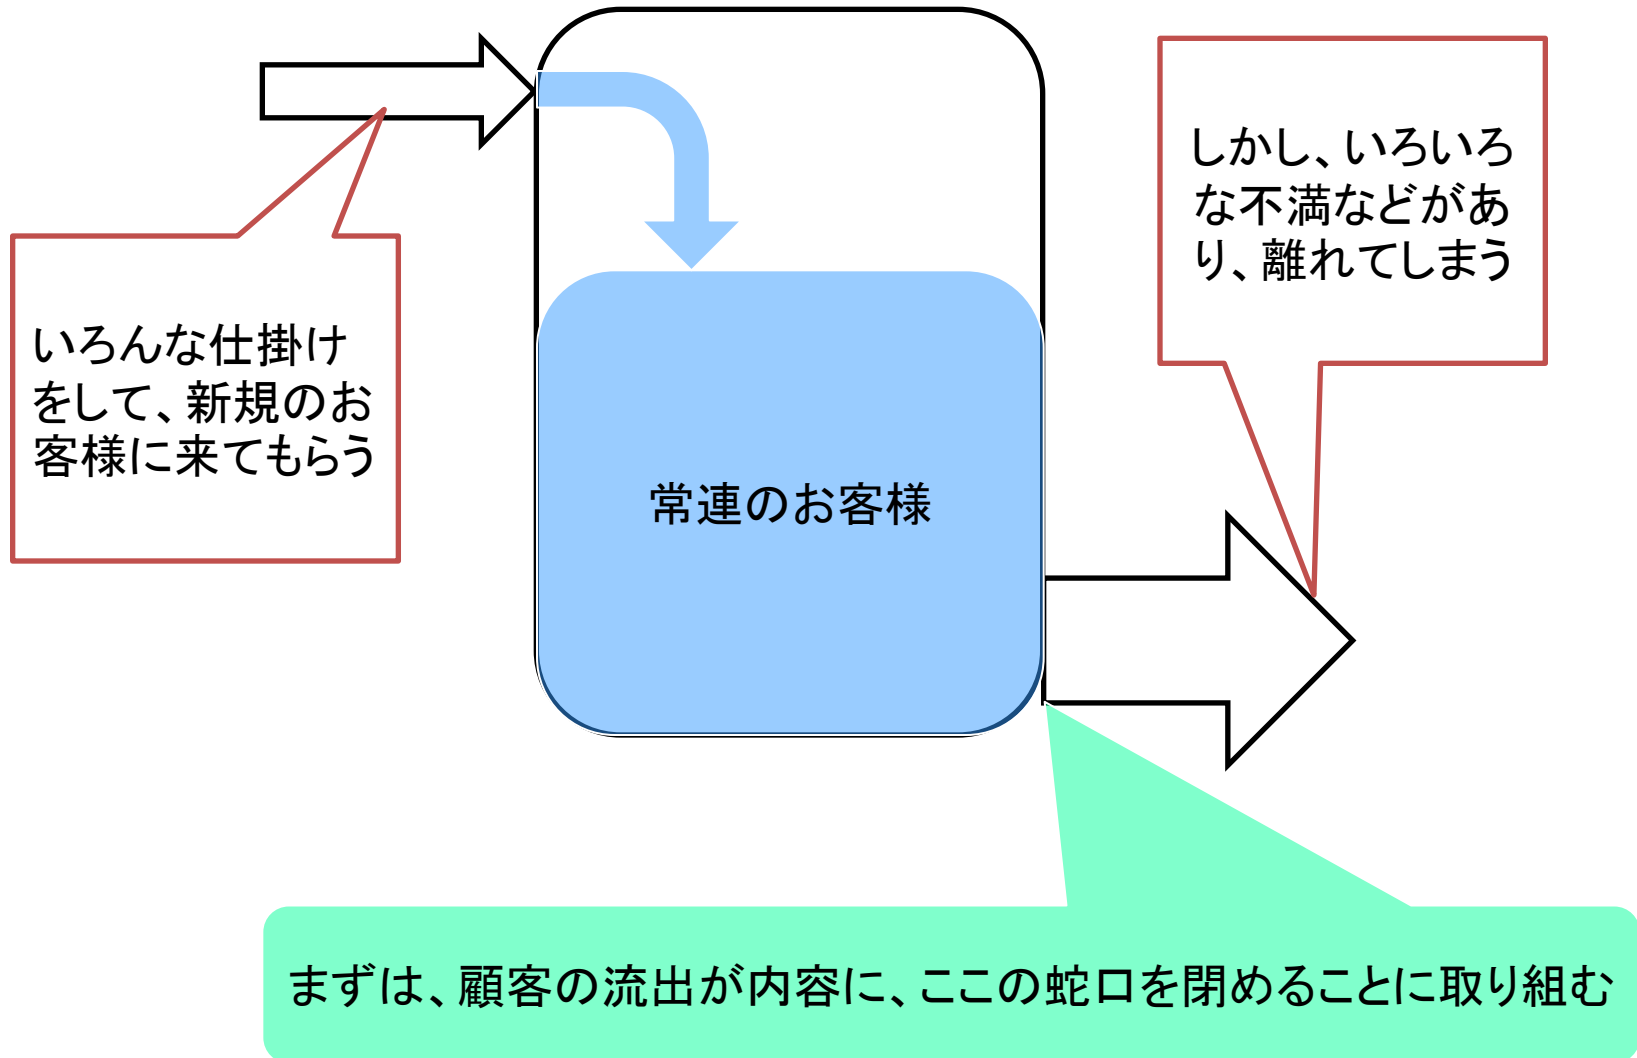 いろんな仕掛け
をして、新規のお
客様に来てもらう
しかし、いろいろ
な不満などがあ
り、離れてしまう
常連のお客様
まずは、顧客の流出が内容に、ここの蛇口を閉めることに取り組む